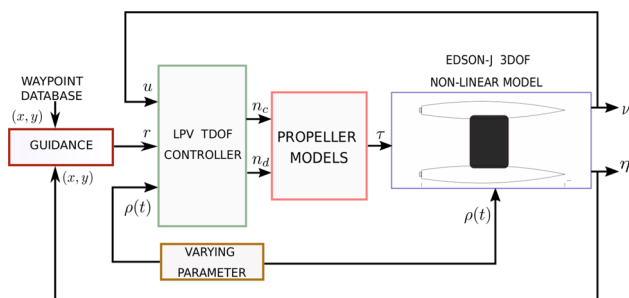 EDSON-J 3DOF
NON-LINEAR MODEL
WAYPOINT
DATABASE
(x, y)
GUIDANCE
(x, y)
u
r
ρ(t)
LPV TDOF
CONTROLLER
n_c
n_d
PROPELLER
MODELS
τ
ν
η
ρ(t)
VARYING
PARAMETER